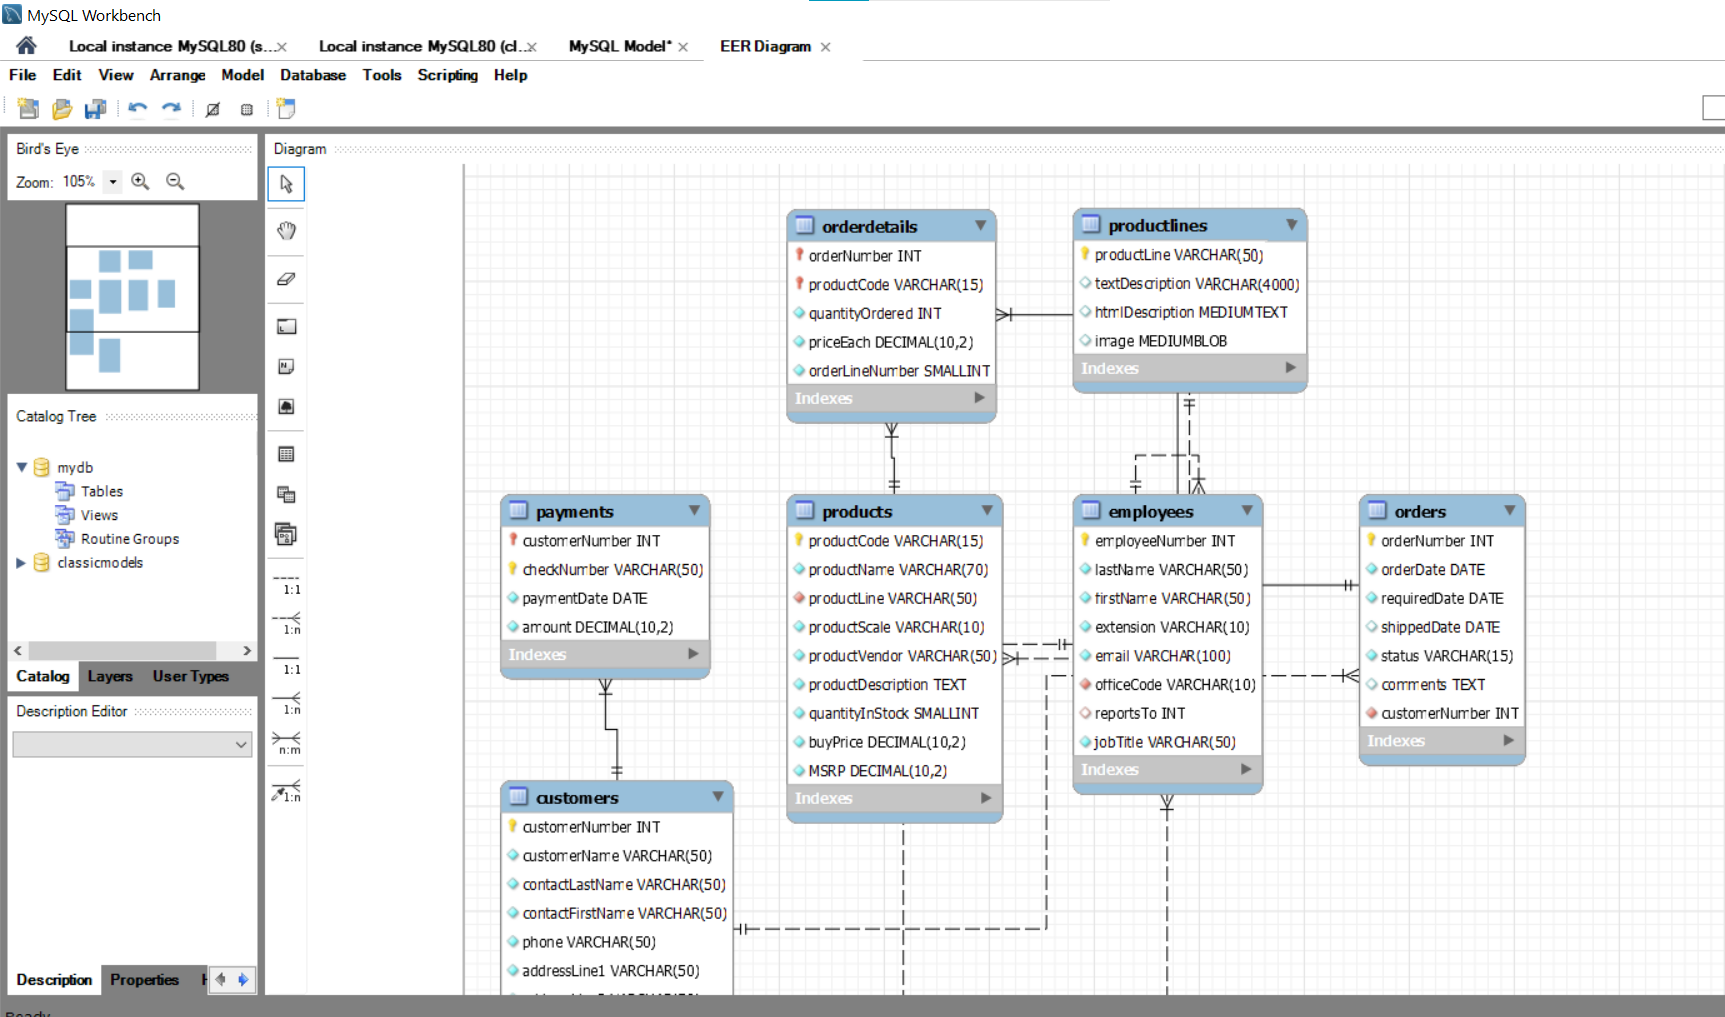 MySQL Workbench
Local instance MySQL80 (s...
Local instance MySQL80 (cl...
MySQL Model*
EER Diagram
File Edit View Arrange Model Database Tools Scripting Help
Bird's Eye
Zoom: 105%
Catalog Tree
mydb
Tables
Views
Routine Groups
classicmodels
Catalog Layers User Types
Description Editor
Description Properties
Ready
Diagram
1:1
1:n
1:1
1:n
n:m
1:n
orderdetails
orderNumber INT
productCode VARCHAR(15)
quantityOrdered INT
priceEach DECIMAL(10,2)
orderLineNumber SMALLINT
Indexes
productlines
productLine VARCHAR(50)
textDescription VARCHAR(4000)
htmlDescription MEDIUMTEXT
image MEDIUMBLOB
Indexes
payments
customerNumber INT
checkNumber VARCHAR(50)
paymentDate DATE
amount DECIMAL(10,2)
Indexes
products
productCode VARCHAR(15)
productName VARCHAR(70)
productLine VARCHAR(50)
productScale VARCHAR(10)
productVendor VARCHAR(50)
productDescription TEXT
quantityInStock SMALLINT
buyPrice DECIMAL(10,2)
MSRP DECIMAL(10,2)
Indexes
employees
employeeNumber INT
lastName VARCHAR(50)
firstName VARCHAR(50)
extension VARCHAR(10)
email VARCHAR(100)
officeCode VARCHAR(10)
reportsTo INT
jobTitle VARCHAR(50)
Indexes
orders
orderNumber INT
orderDate DATE
requiredDate DATE
shippedDate DATE
status VARCHAR(15)
comments TEXT
customerNumber INT
Indexes
customers
customerNumber INT
customerName VARCHAR(50)
contactLastName VARCHAR(50)
contactFirstName VARCHAR(50)
phone VARCHAR(50)
addressLine1 VARCHAR(50)